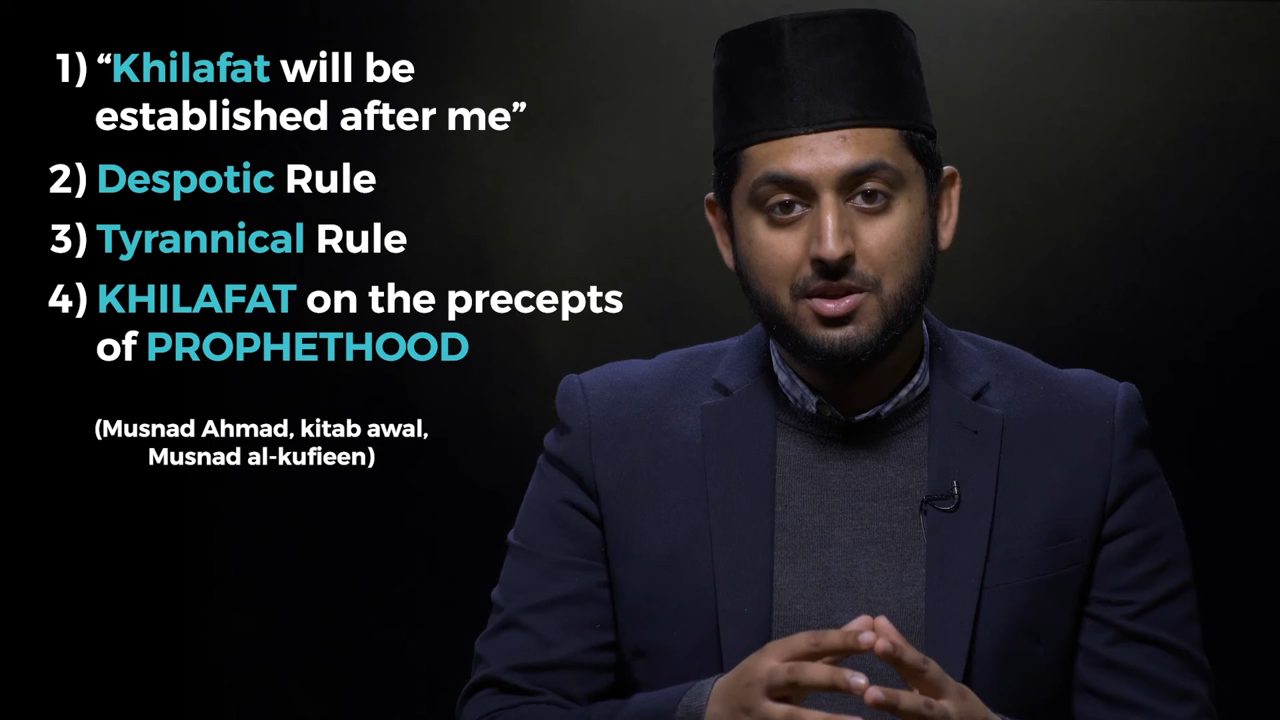 1) “Khilafat will be
established after me”
2) Despotic Rule
3) Tyrannical Rule
4) KHILAFAT on the precepts
of PROPHETHOOD
(Musnad Ahmad, kitab awal,
Musnad al-kufieen)